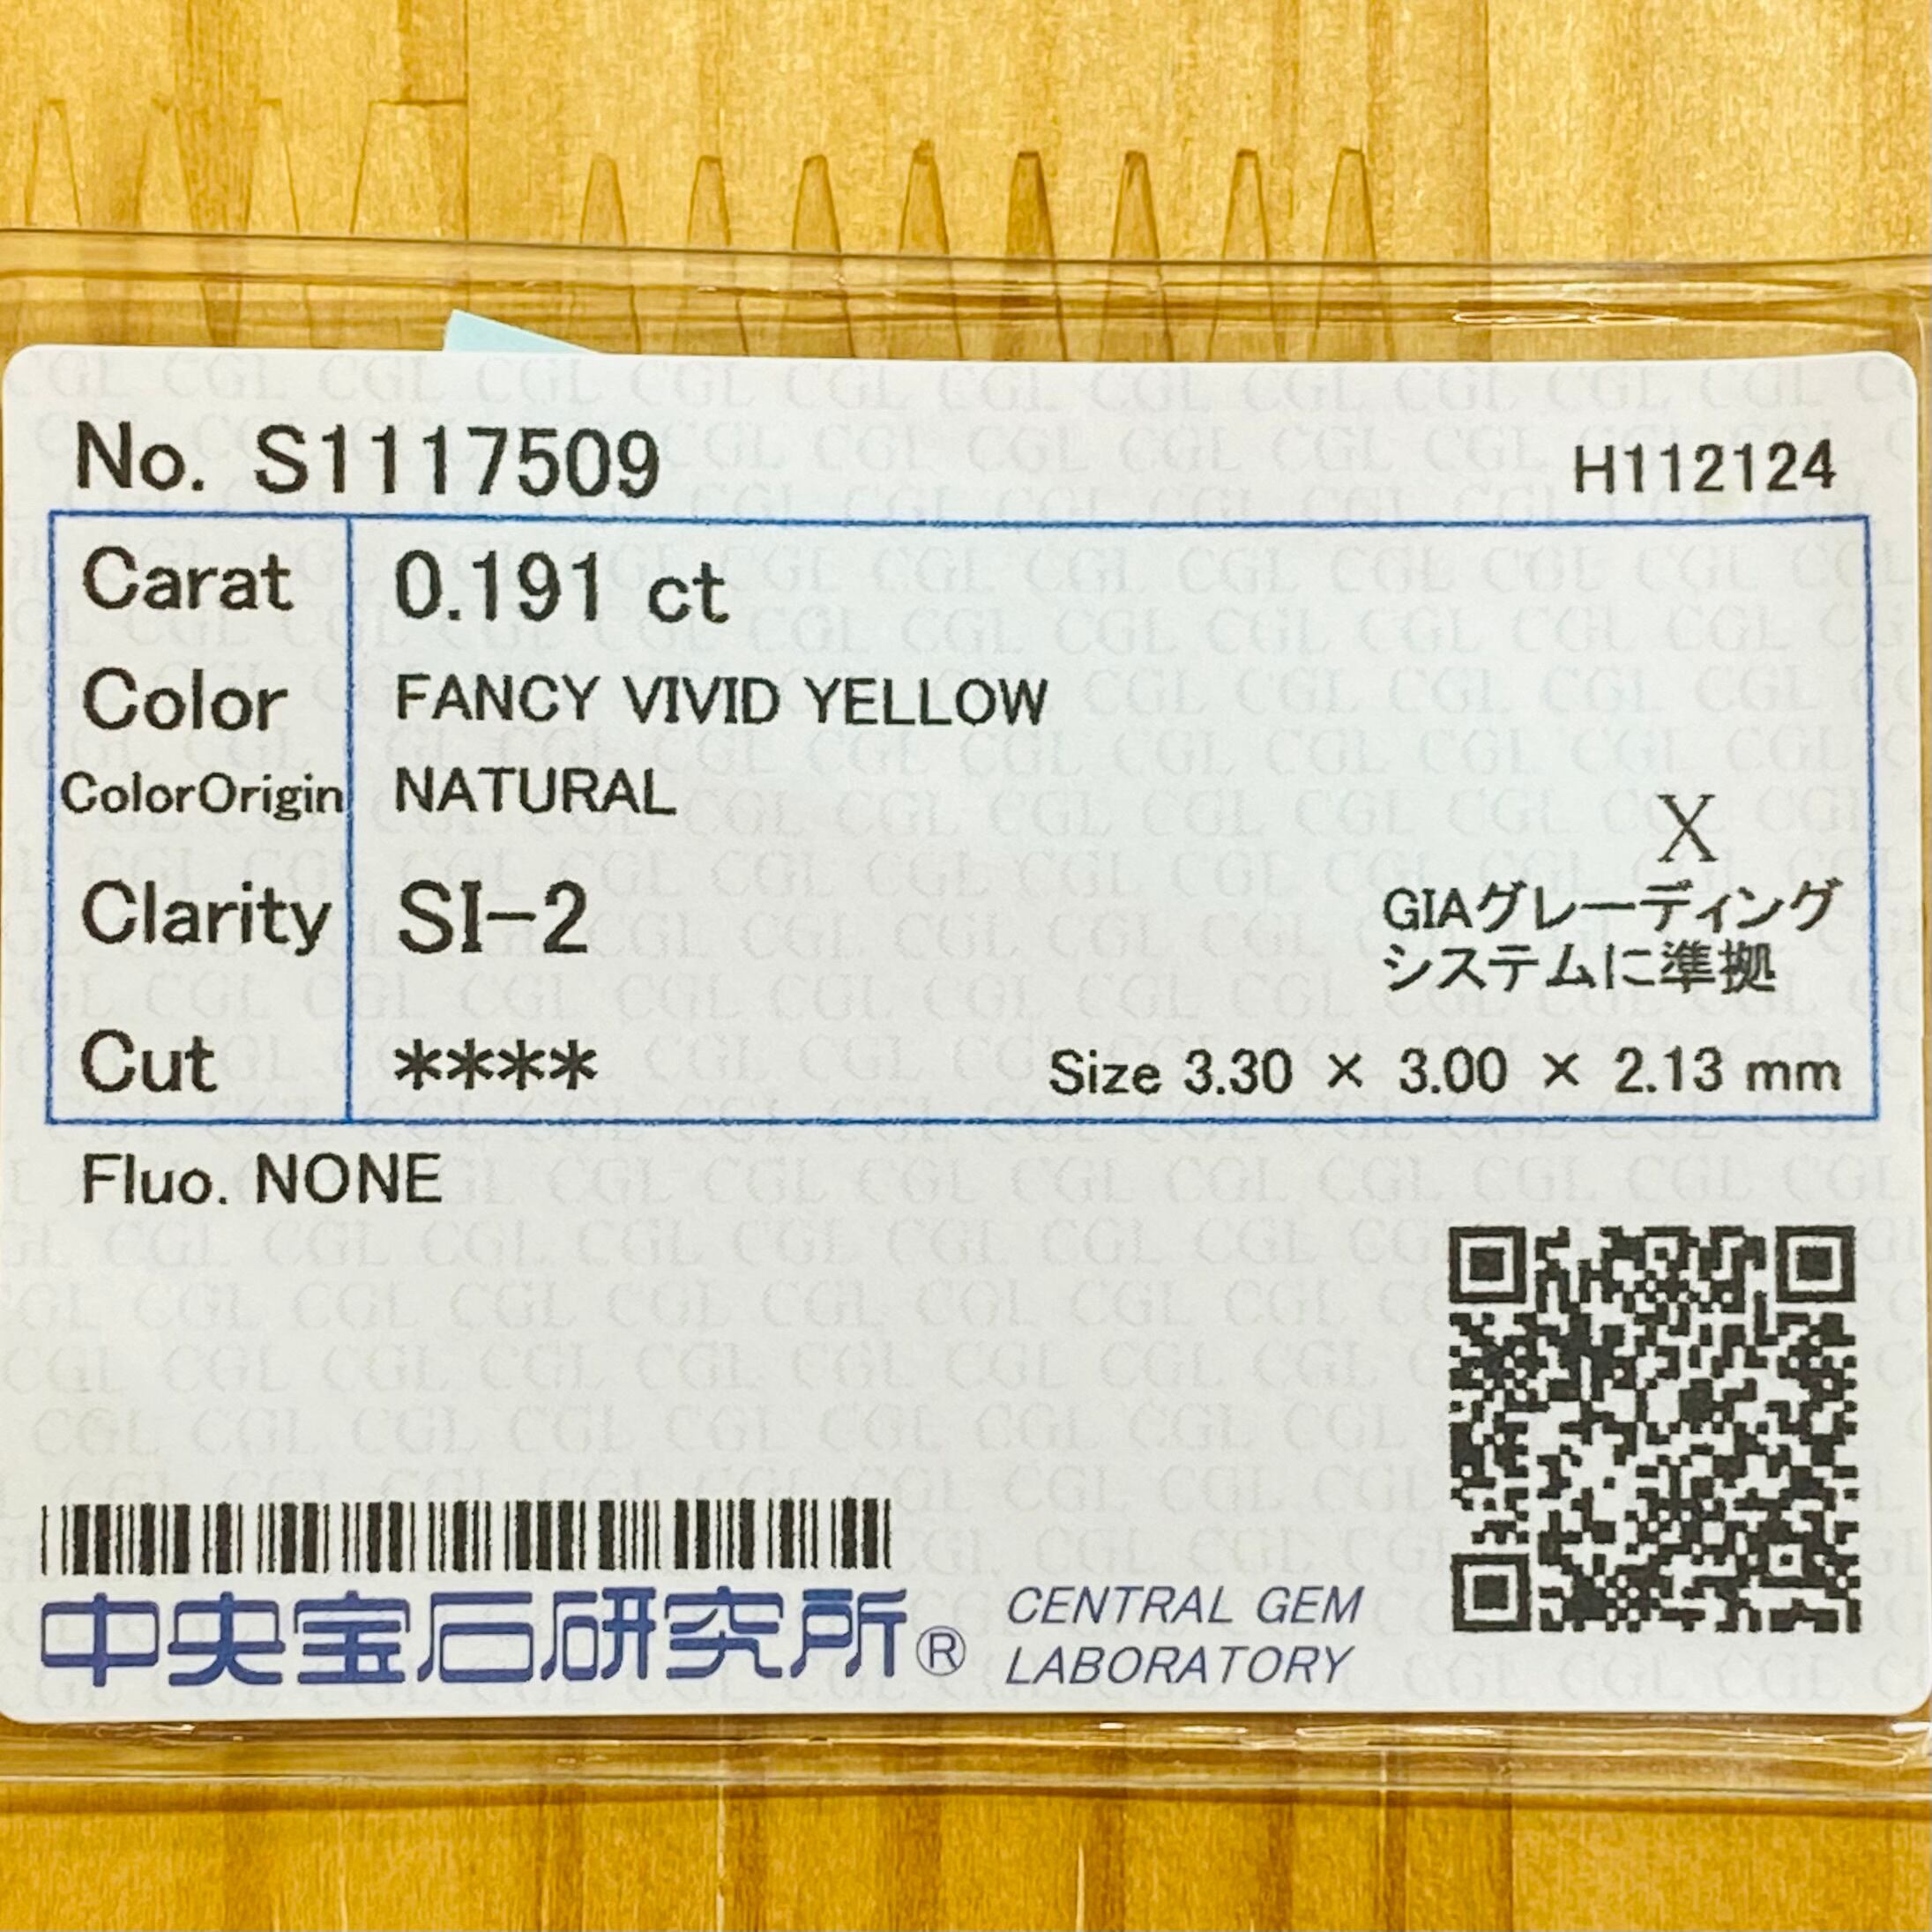 No. S1117509 H112124
Carat 0.191 ct
Color FANCY VIVID YELLOW
ColorOrigin NATURAL
X
Clarity SI-2
GIAグレーディング
システムに準拠
Cut **** Size 3.30 × 3.00 × 2.13 mm
Fluo. NONE
中央宝石研究所® CENTRAL GEM
LABORATORY